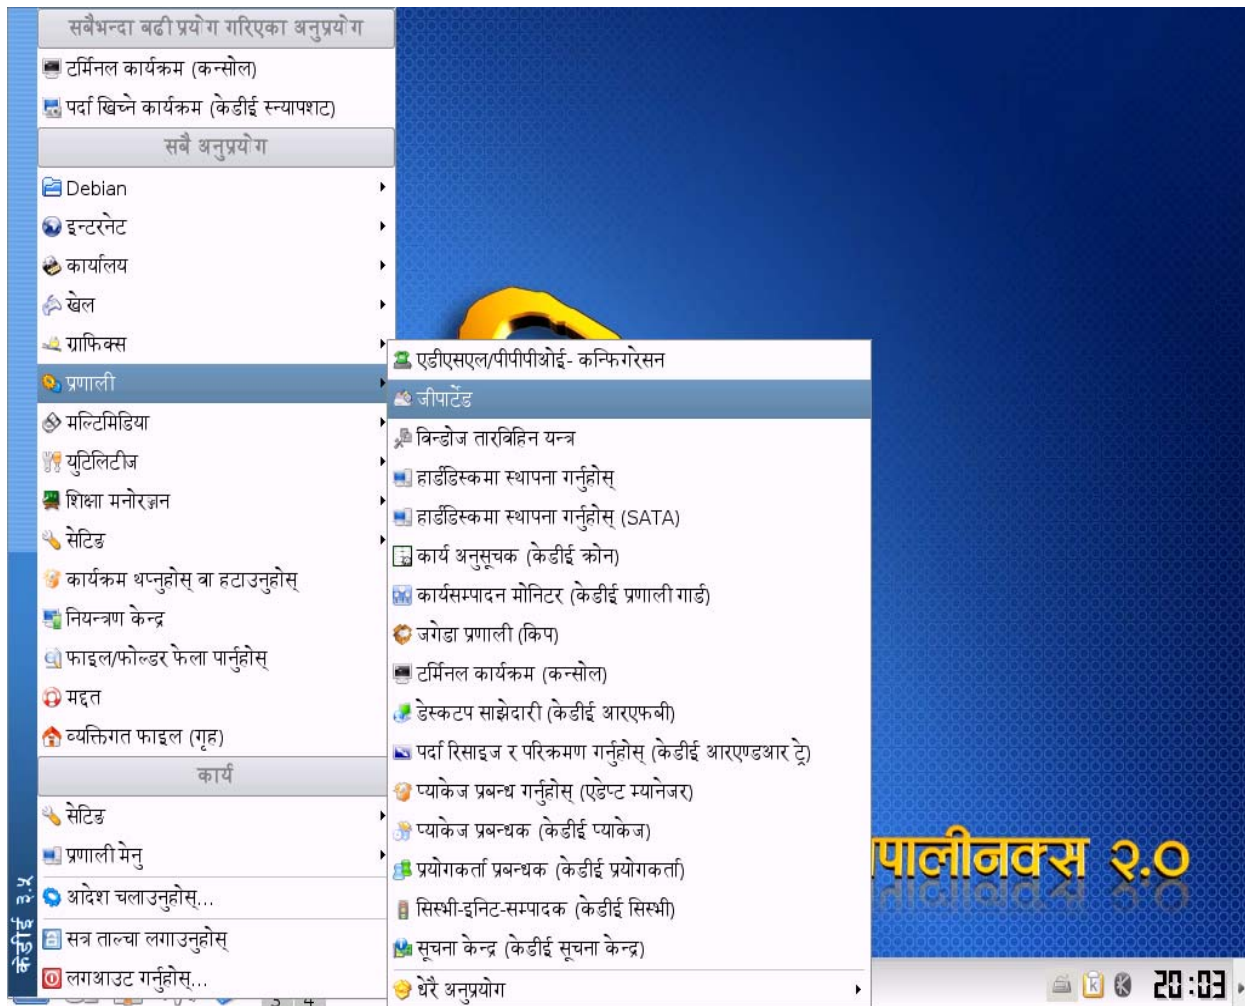 सबैभन्दा बढी प्रयोग गरिएका अनुप्रयोग
टर्मिनल कार्यक्रम (कन्सोल)
पर्दा खिच्ने कार्यक्रम (केडीई स्न्यापशट)
सबै अनुप्रयोग
Debian
इन्टरनेट
कार्यालय
खेल
ग्राफिक्स
प्रणाली
मल्टिमिडिया
युटिलिटीज
शिक्षा मनोरञ्जन
सेटिङ
कार्यक्रम थप्नुहोस् वा हटाउनुहोस्
नियन्त्रण केन्द्र
फाइल/फोल्डर फेला पार्नुहोस्
मद्दत
व्यक्तिगत फाइल (गृह)
कार्य
सेटिङ
प्रणाली मेनु
आदेश चलाउनुहोस्...
सत्र ताल्चा लगाउनुहोस्
लगआउट गर्नुहोस्...
केडीई ३.५
एडीएसएल/पीपीपीओई- कन्फिगरेसन
जीपार्टेड
विन्डोज तारविहिन यन्त्र
हार्डडिस्कमा स्थापना गर्नुहोस्
हार्डडिस्कमा स्थापना गर्नुहोस् (SATA)
कार्य अनुसूचक (केडीई क्रोन)
कार्यसम्पादन मोनिटर (केडीई प्रणाली गार्ड)
जगेडा प्रणाली (किप)
टर्मिनल कार्यक्रम (कन्सोल)
डेस्कटप साझेदारी (केडीई आरएफबी)
पर्दा रिसाइज र परिक्रमण गर्नुहोस् (केडीई आरएण्डआर ट्रे)
प्याकेज प्रबन्ध गर्नुहोस् (एडेप्ट म्यानेजर)
प्याकेज प्रबन्धक (केडीई प्याकेज)
प्रयोगकर्ता प्रबन्धक (केडीई प्रयोगकर्ता)
सिस्भी-इनिट-सम्पादक (केडीई सिस्भी)
सूचना केन्द्र (केडीई सूचना केन्द्र)
धेरै अनुप्रयोग
पालीनक्स २.०
3 4
20:03